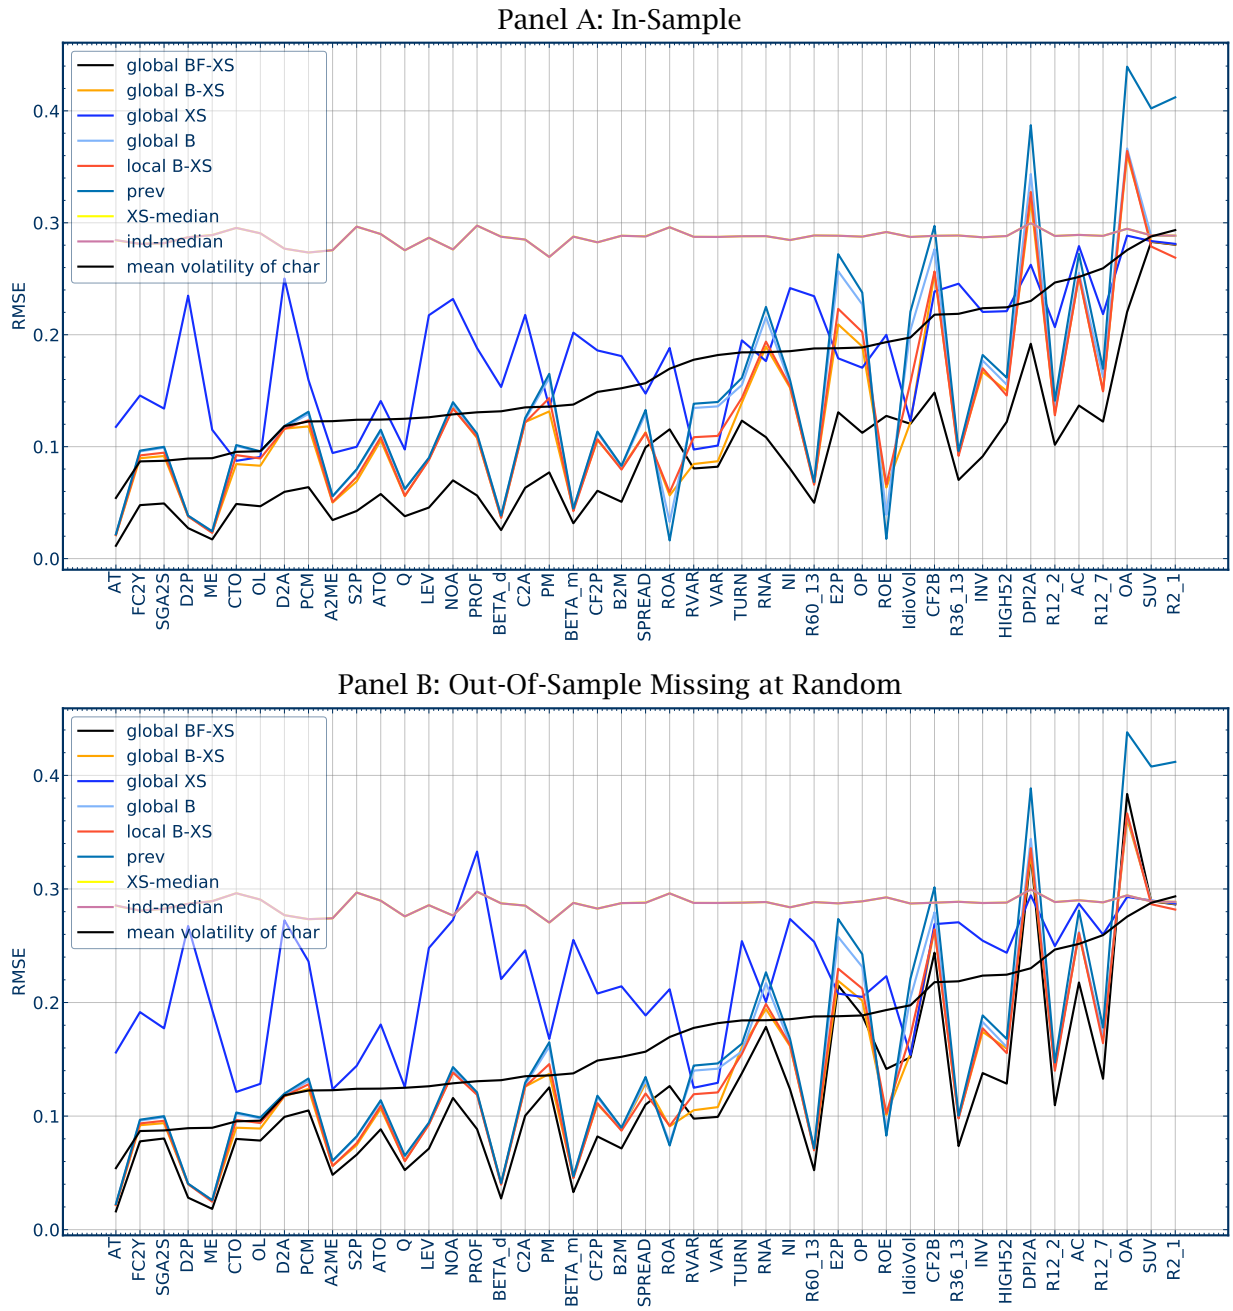 Panel A: In-Sample
global BF-XS
global B-XS
global XS
global B
local B-XS
prev
XS-median
ind-median
mean volatility of char
0.4
0.3
0.2
0.1
0.0
RMSE
AT
FC2Y
SGA2S
D2P
ME
CTO
OL
D2A
PCM
A2ME
S2P
ATO
Q
LEV
NOA
PROF
BETA_d
C2A
PM
BETA_m
CF2P
B2M
SPREAD
ROA
RVAR
VAR
TURN
RNA
NI
R60_13
E2P
OP
ROE
IdioVol
CF2B
R36_13
INV
HIGH52
DPI2A
R12_2
AC
R12_7
OA
SUV
R2_1
Panel B: Out-Of-Sample Missing at Random
global BF-XS
global B-XS
global XS
global B
local B-XS
prev
XS-median
ind-median
mean volatility of char
0.4
0.3
0.2
0.1
0.0
RMSE
AT
FC2Y
SGA2S
D2P
ME
CTO
OL
D2A
PCM
A2ME
S2P
ATO
Q
LEV
NOA
PROF
BETA_d
C2A
PM
BETA_m
CF2P
B2M
SPREAD
ROA
RVAR
VAR
TURN
RNA
NI
R60_13
E2P
OP
ROE
IdioVol
CF2B
R36_13
INV
HIGH52
DPI2A
R12_2
AC
R12_7
OA
SUV
R2_1